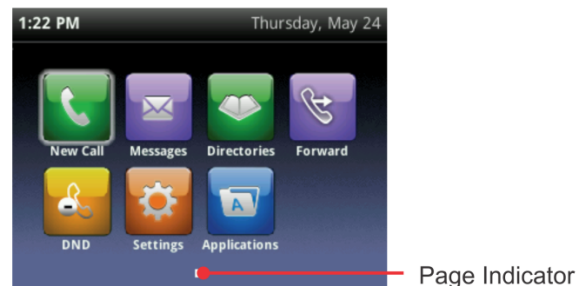 1:22 PM Thursday, May 24
New Call Messages Directories Forward
DND Settings Applications
Page Indicator